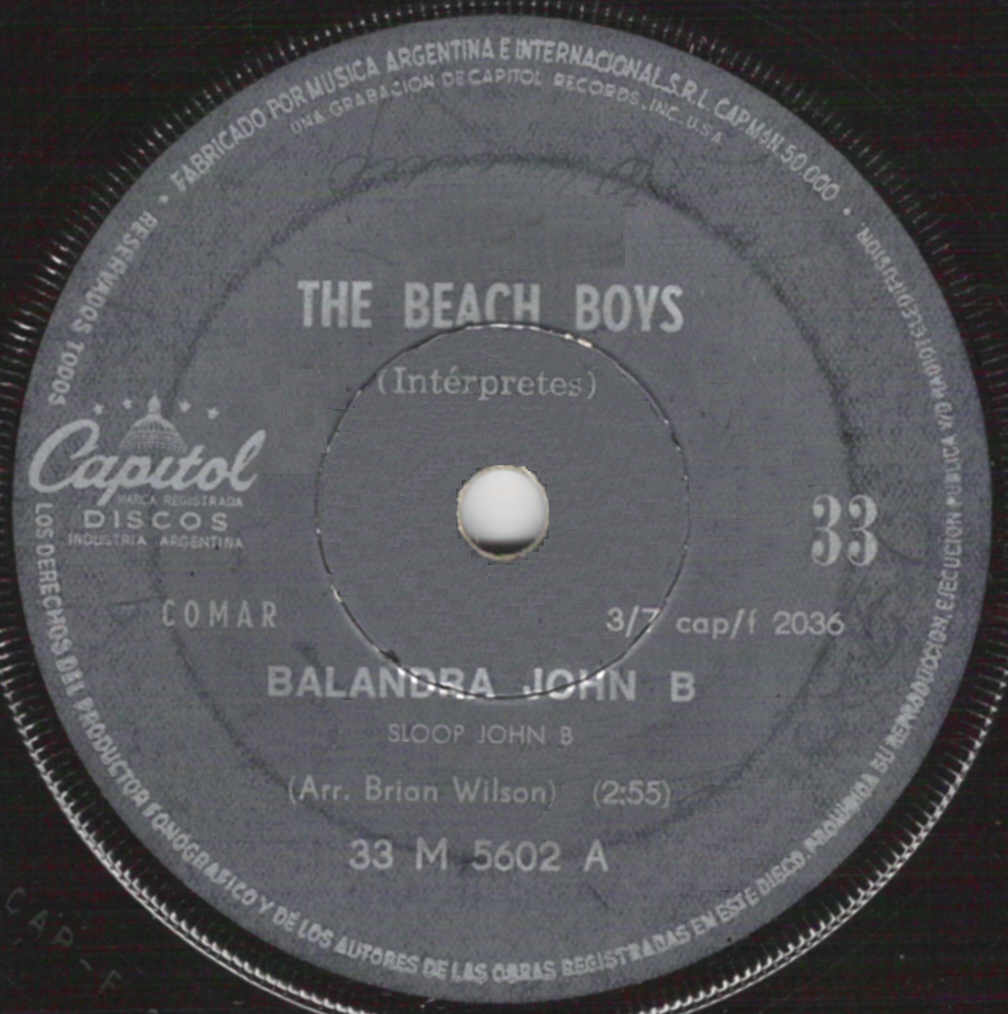 FABRICADO POR MUSICA ARGENTINA E INTERNACIONAL.S.R.L. CAP M$N.50.000
UNA GRABACION DE CAPITOL RECORDS, INC. U.S.A
THE BEACH BOYS
(Intérpretes)
Capitol
MARCA REGISTRADA
DISCOS
INDUSTRIA ARGENTINA
33
COMAR
3/7 cap/f 2036
BALANDRA JOHN B
SLOOP JOHN B
(Arr. Brian Wilson) (2:55)
33 M 5602 A
RESERVADOS TODOS LOS DERECHOS DEL PRODUCTOR FONOGRAFICO Y DE LOS AUTORES DE LAS OBRAS REGISTRADAS EN ESTE DISCO. PROHIBIDA SU REPRODUCCION, EJECUCION PUBLICA Y/O RADIOTELEDIFUSION.
CAP-F